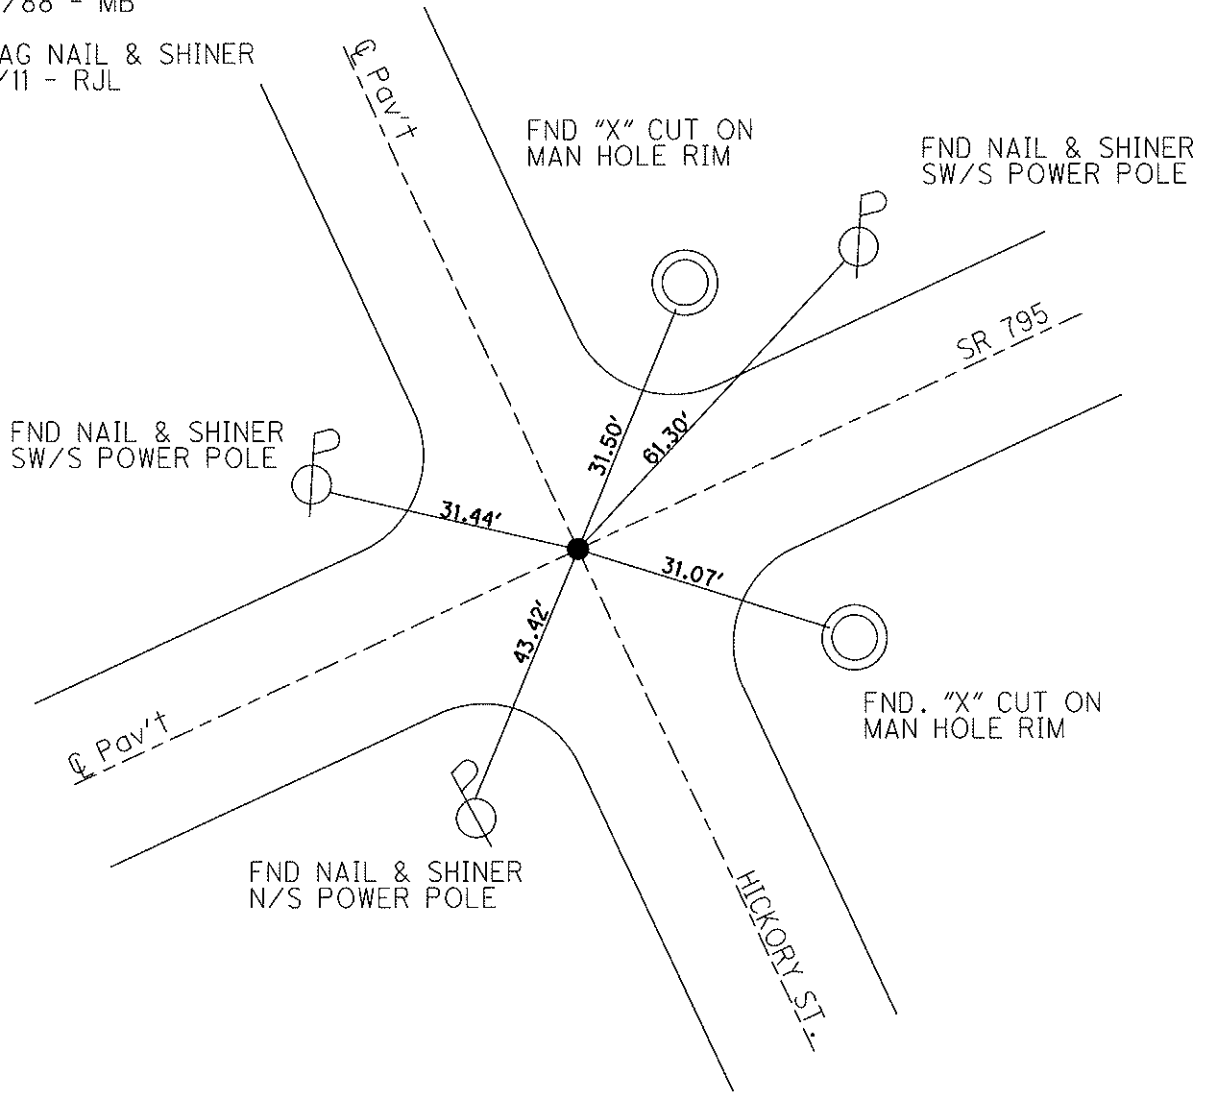 /88 - MB
AG NAIL & SHINER
/11 - RJL
℄ Pav't
FND "X" CUT ON
MAN HOLE RIM
FND NAIL & SHINER
SW/S POWER POLE
SR 795
31.50'
61.30'
FND NAIL & SHINER
SW/S POWER POLE
31.44'
31.07'
43.42'
FND. "X" CUT ON
MAN HOLE RIM
℄ Pav't
FND NAIL & SHINER
N/S POWER POLE
HICKORY ST.